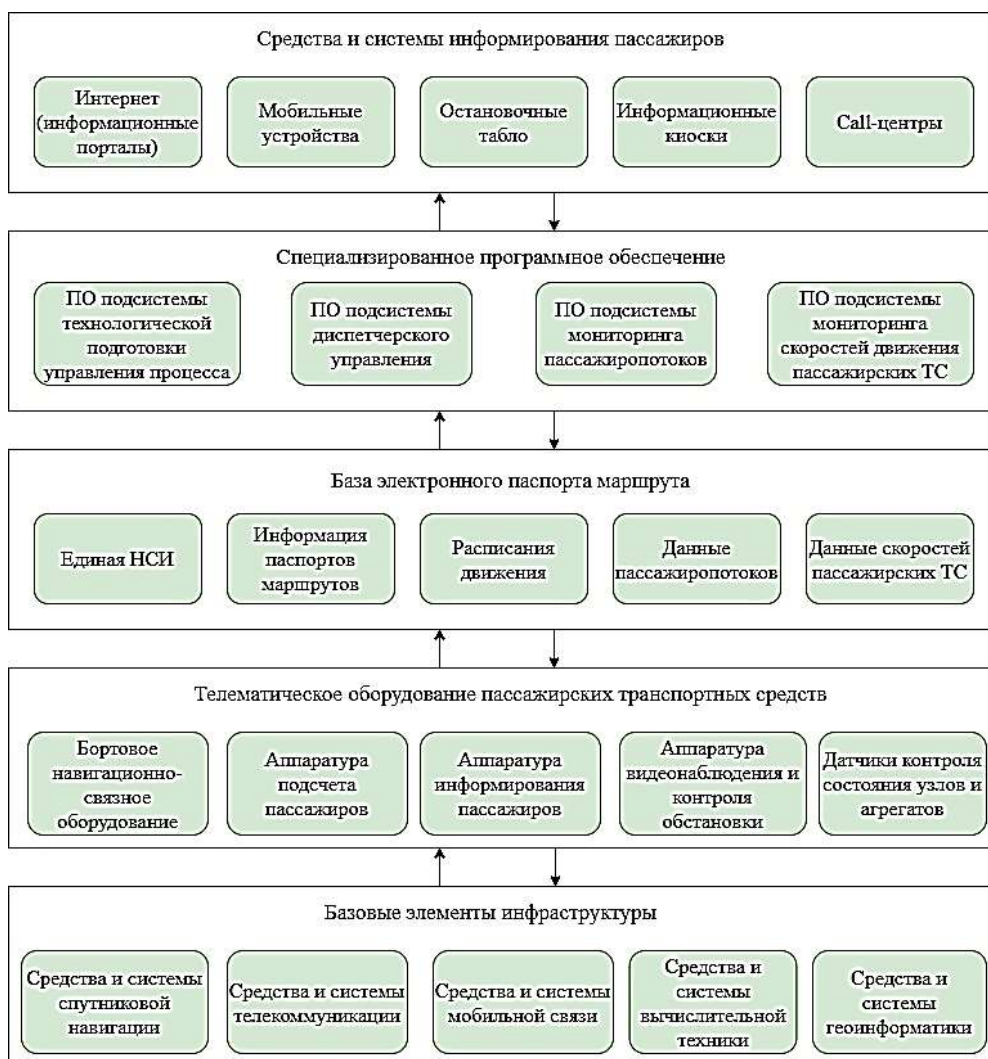 Средства и системы информирования пассажиров
Интернет
(информационные
порталы)
Мобильные
устройства
Остановочные
табло
Информационные
киоски
Call-центры
Специализированное программное обеспечение
ПО подсистемы
технологической
подготовки
управления процесса
ПО подсистемы
диспетчерского
управления
ПО подсистемы
мониторинга
пассажиропотоков
ПО подсистемы
мониторинга
скоростей движения
пассажирских ТС
База электронного паспорта маршрута
Единая НСИ
Информация
паспортов
маршрутов
Расписания
движения
Данные
пассажиропотоков
Данные скоростей
пассажирских ТС
Телематическое оборудование пассажирских транспортных средств
Бортовое
навигационно-
связное
оборудование
Аппаратура
подсчета
пассажиров
Аппаратура
информирования
пассажиров
Аппаратура
видеонаблюдения и
контроля
обстановки
Датчики контроля
состояния узлов и
агрегатов
Базовые элементы инфраструктуры
Средства и системы
спутниковой
навигации
Средства и системы
телекоммуникации
Средства и системы
мобильной связи
Средства и
системы
вычислительной
техники
Средства и
системы
геоинформатики